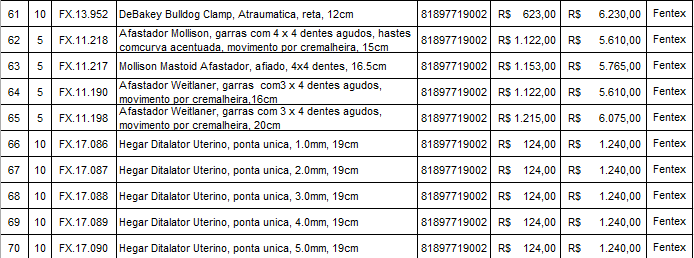 61 10 FX.13.952 DeBakey Bulldog Clamp, Atraumatica, reta, 12cm 81897719002 R$ 623,00 R$ 6.230,00 Fentex
62 5 FX.11.218 Afastador Mollison, garras com 4 x 4 dentes agudos, hastes
comcurva acentuada, movimento por cremalheira, 15cm 81897719002 R$ 1.122,00 R$ 5.610,00 Fentex
63 5 FX.11.217 Mollison Mastoid Afastador, afiado, 4x4 dentes, 16.5cm 81897719002 R$ 1.153,00 R$ 5.765,00 Fentex
64 5 FX.11.190 Afastador Weitlaner, garras com3 x 4 dentes agudos,
movimento por cremalheira,16cm 81897719002 R$ 1.122,00 R$ 5.610,00 Fentex
65 5 FX.11.198 Afastador Weitlaner, garras com 3 x 4 dentes agudos,
movimento por cremalheira, 20cm 81897719002 R$ 1.215,00 R$ 6.075,00 Fentex
66 10 FX.17.086 Hegar Ditalator Uterino, ponta unica, 1.0mm, 19cm 81897719002 R$ 124,00 R$ 1.240,00 Fentex
67 10 FX.17.087 Hegar Ditalator Uterino, ponta unica, 2.0mm, 19cm 81897719002 R$ 124,00 R$ 1.240,00 Fentex
68 10 FX.17.088 Hegar Ditalator Uterino, ponta unica, 3.0mm, 19cm 81897719002 R$ 124,00 R$ 1.240,00 Fentex
69 10 FX.17.089 Hegar Ditalator Uterino, ponta unica, 4.0mm, 19cm 81897719002 R$ 124,00 R$ 1.240,00 Fentex
70 10 FX.17.090 Hegar Ditalator Uterino, ponta unica, 5.0mm, 19cm 81897719002 R$ 124,00 R$ 1.240,00 Fentex